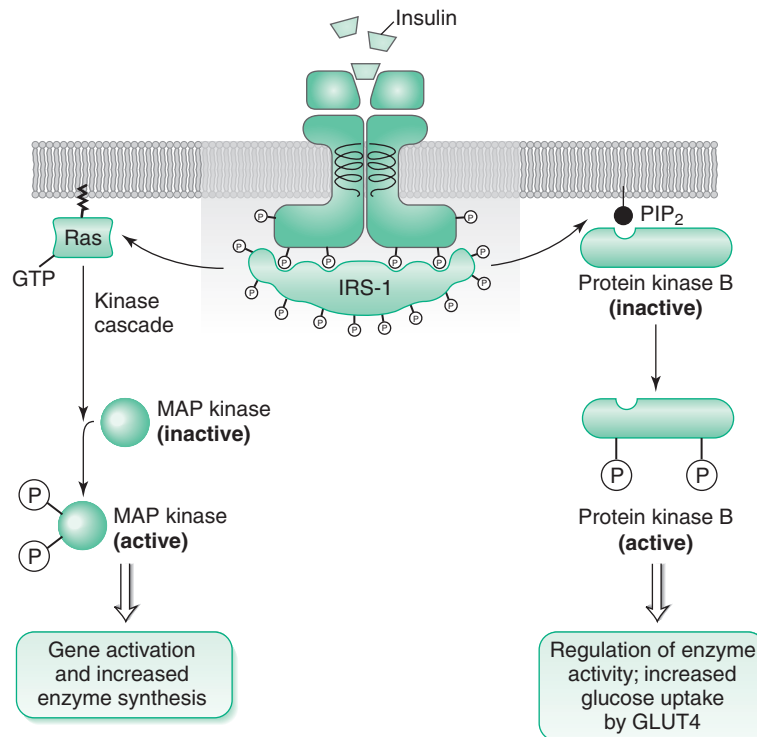 Insulin
P
P
P
P
P
P
PIP2
Ras
GTP
P
P
IRS-1
P
P
P
P
P
P
P
P
Kinase
cascade
Protein kinase B
(inactive)
MAP kinase
(inactive)
P
P
P
P
MAP kinase
(active)
Protein kinase B
(active)
Gene activation
and increased
enzyme synthesis
Regulation of enzyme
activity; increased
glucose uptake
by GLUT4